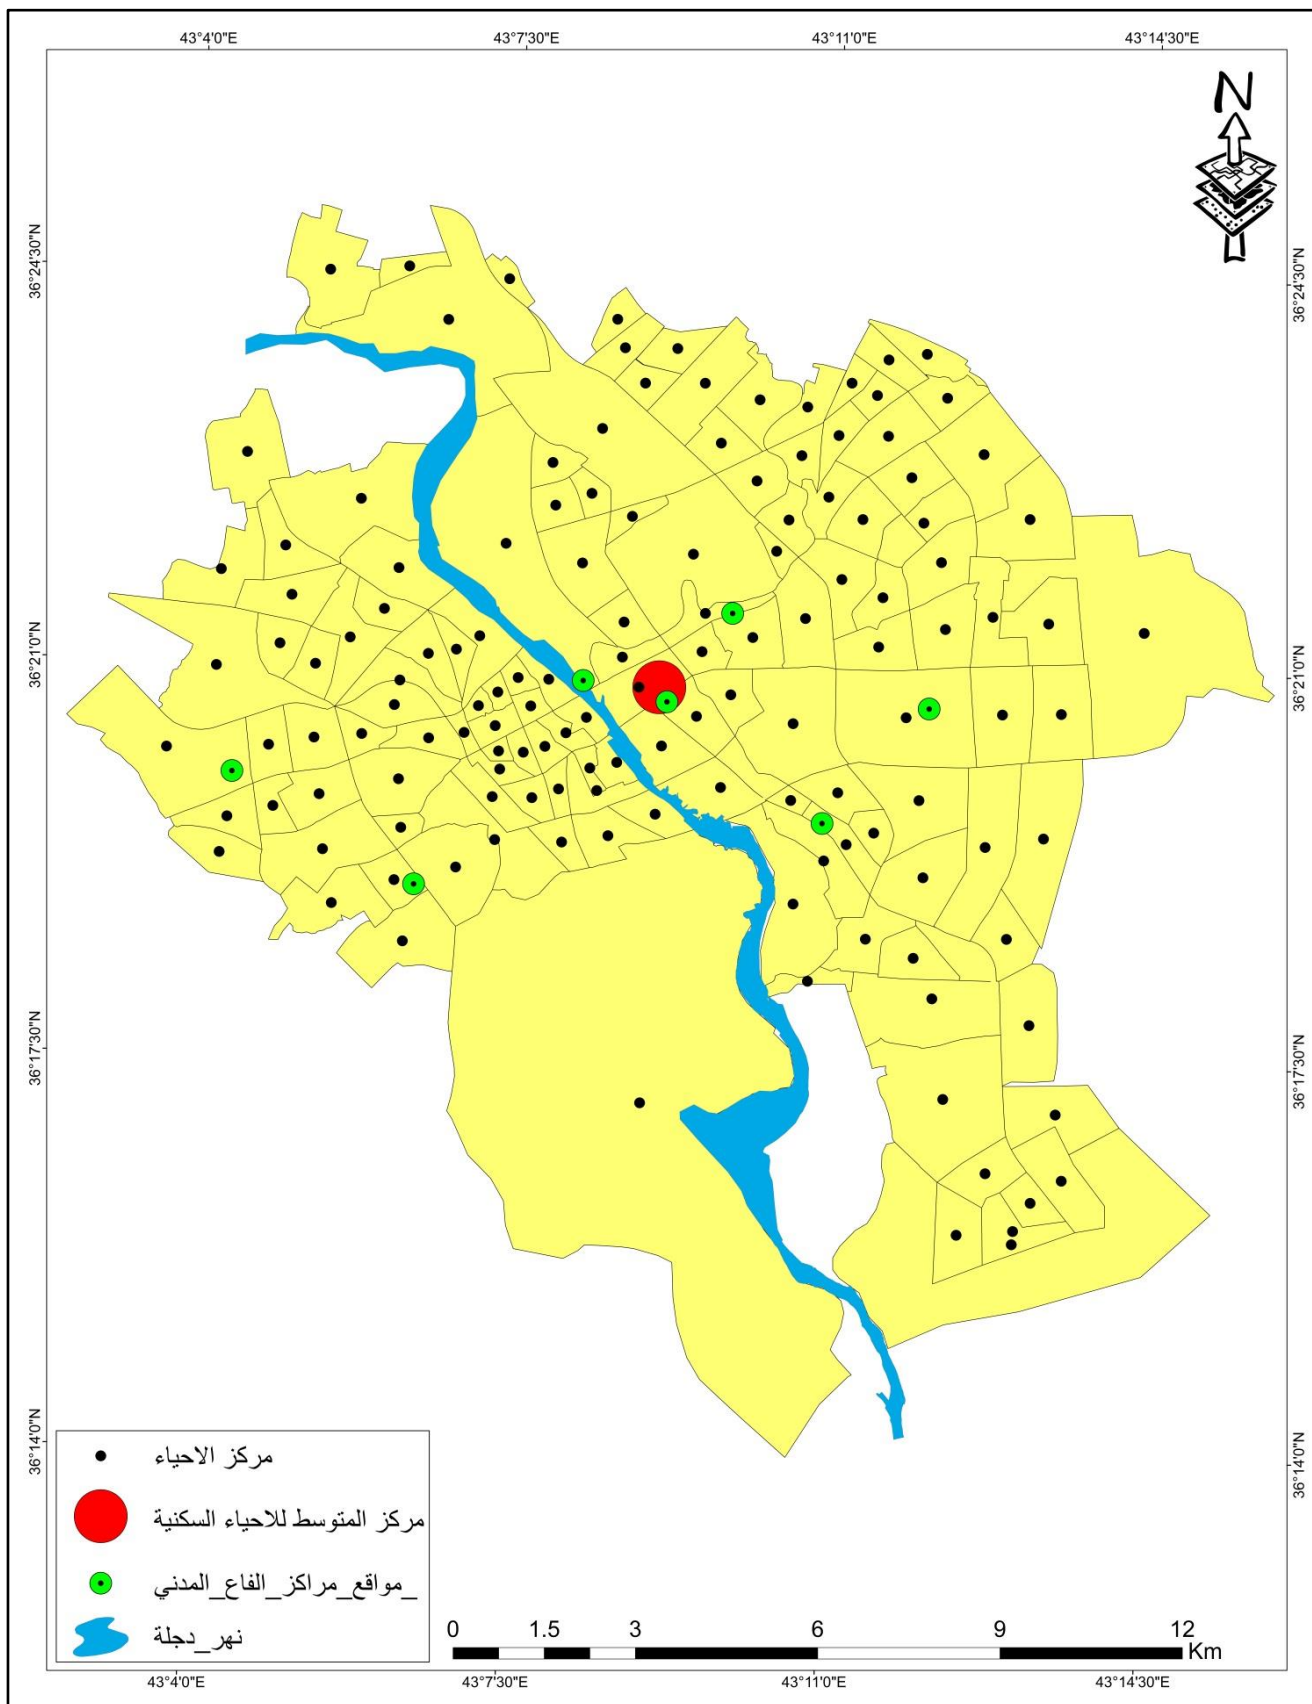 43°4'0"E 43°7'30"E 43°11'0"E 43°14'30"E
N
36°24'30"N 36°24'30"N
36°21'0"N 36°21'0"N
36°17'30"N 36°17'30"N
36°14'0"N 36°14'0"N
مركز الاحياء
مركز المتوسط للاحياء السكنية
_مواقع_مراكز_الفاع_المدني
نهر_دجلة
0 1.5 3 6 9 12
Km
43°4'0"E 43°7'30"E 43°11'0"E 43°14'30"E